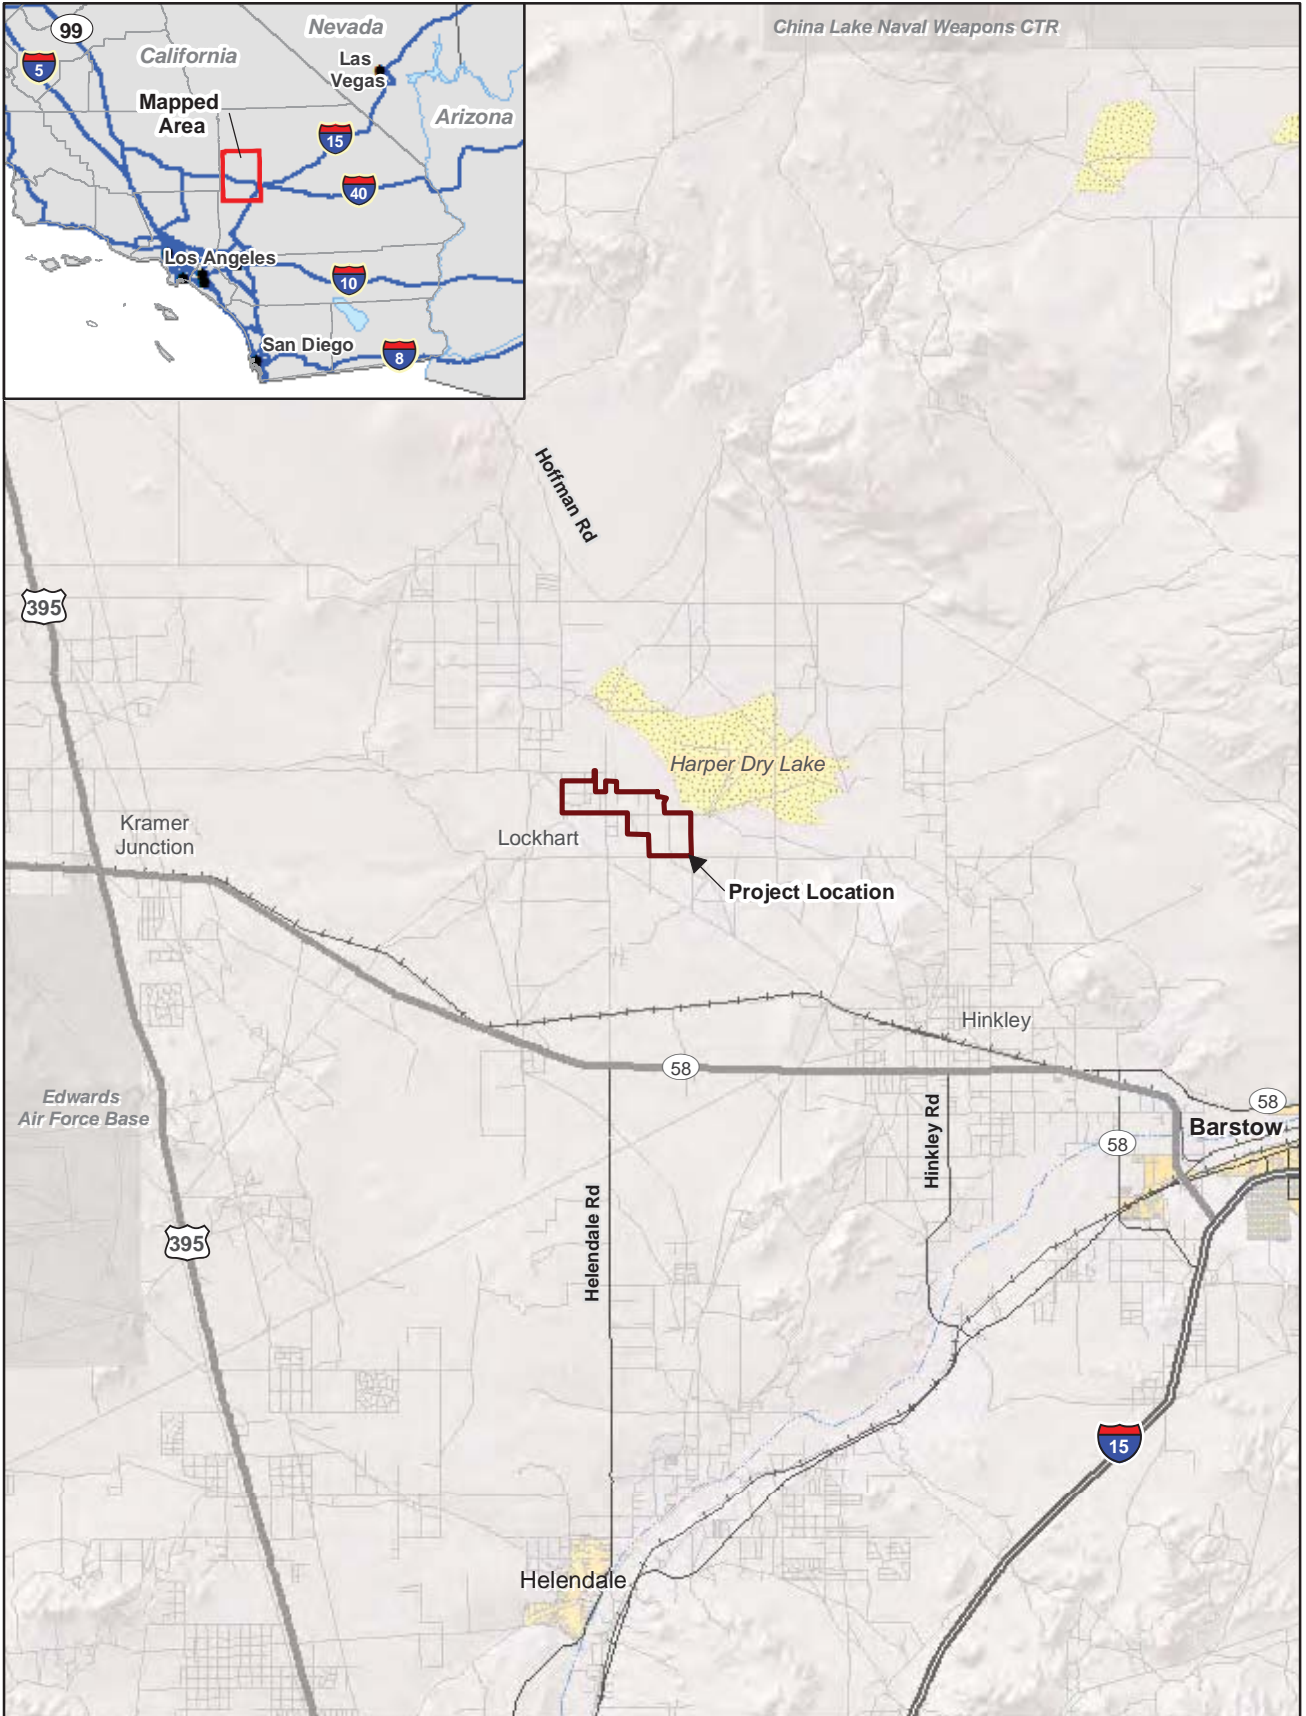 99
Nevada
China Lake Naval Weapons CTR
California
5
Las
Vegas
Mapped
Area
Arizona
15
40
Los Angeles
10
San Diego
8
Hoffman Rd
395
Harper Dry Lake
Kramer
Junction
Lockhart
Project Location
Hinkley
58
Edwards
Air Force Base
58
Barstow
58
Hinkley Rd
Helendale Rd
395
15
Helendale